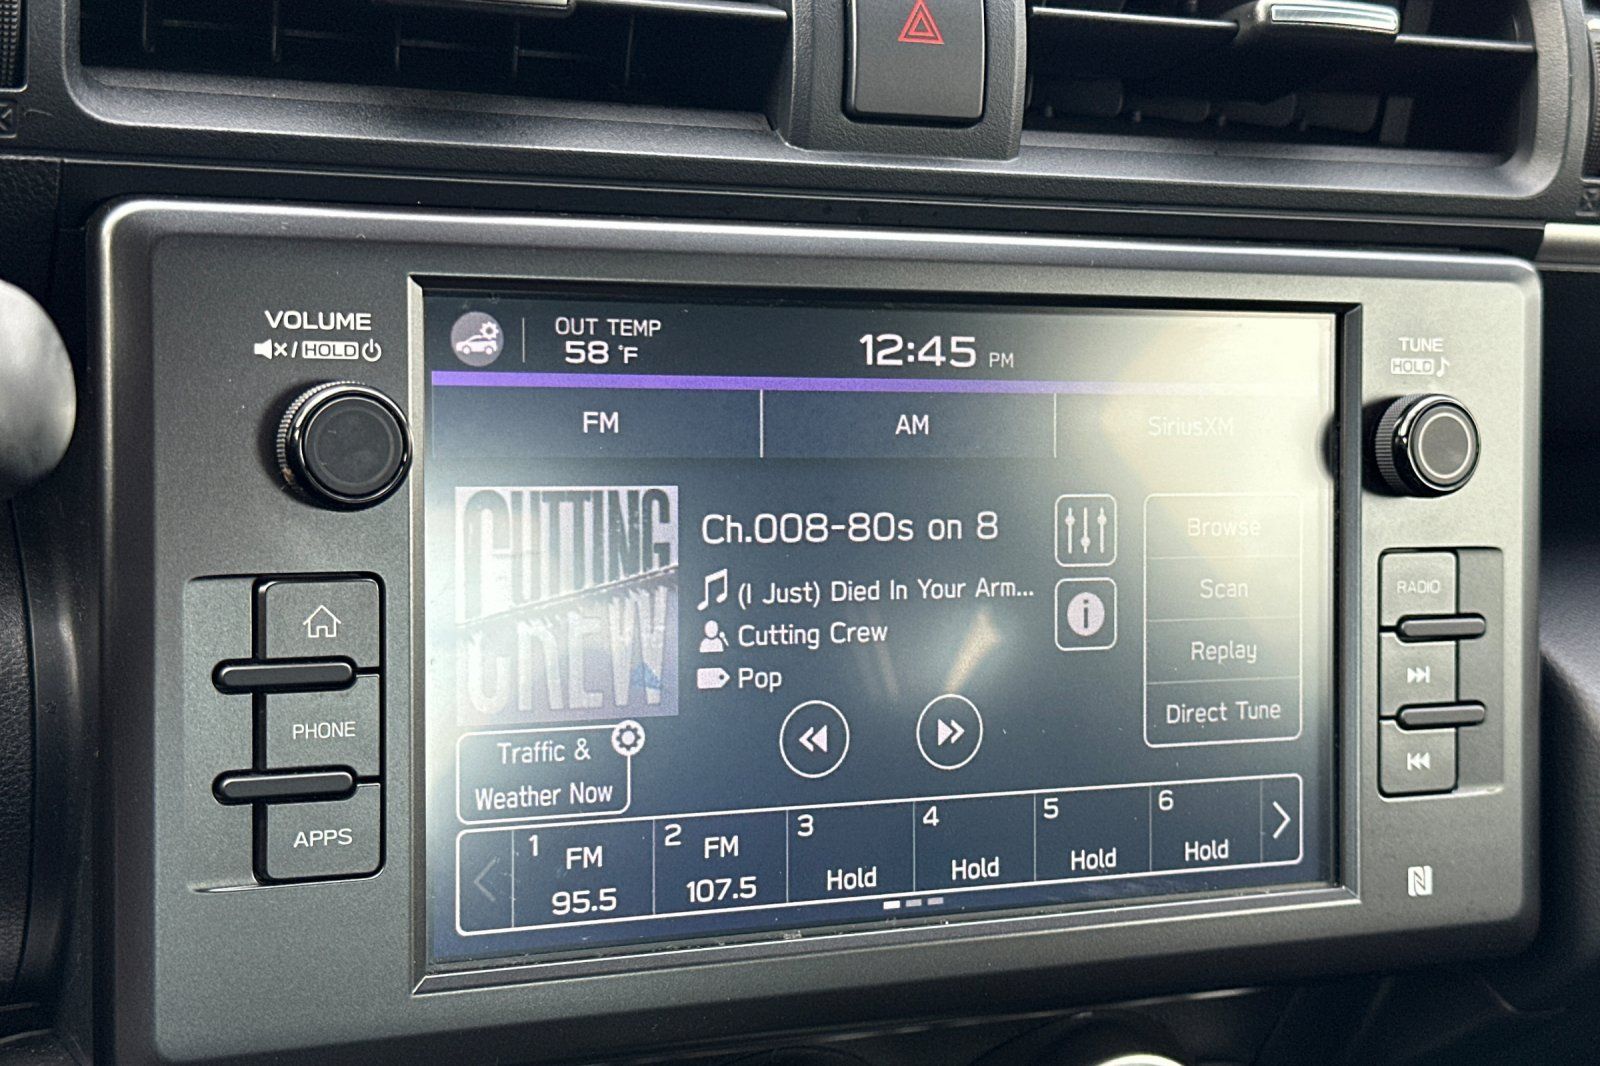 VOLUME
/HOLD
OUT TEMP
58 °F
12:45 PM
TUNE
HOLD
FM
AM
SiriusXM
CUTTING
CREW
Ch.008-80s on 8
(I Just) Died In Your Arm...
Cutting Crew
Pop
Browse
Scan
Replay
Direct Tune
RADIO
PHONE
APPS
Traffic &
Weather Now
1
FM
95.5
2
FM
107.5
3
Hold
4
Hold
5
Hold
6
Hold